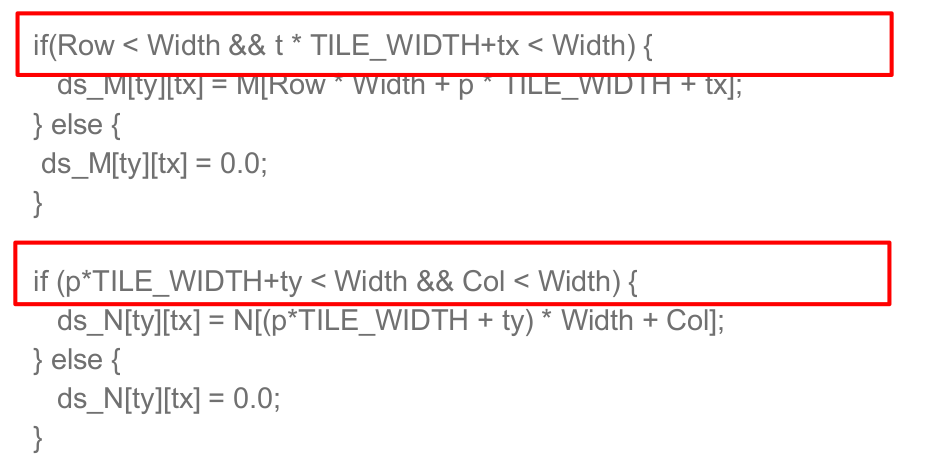 if(Row < Width && t * TILE_WIDTH+tx < Width) {
ds_M[ty][tx] = M[Row * Width + p * TILE_WIDTH + tx];
} else {
ds_M[ty][tx] = 0.0;
}
if (p*TILE_WIDTH+ty < Width && Col < Width) {
ds_N[ty][tx] = N[(p*TILE_WIDTH + ty) * Width + Col];
} else {
ds_N[ty][tx] = 0.0;
}